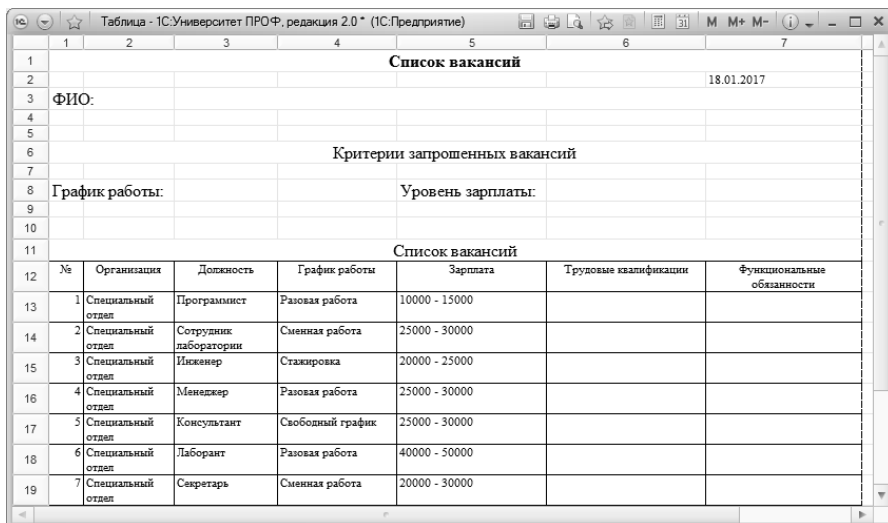 Таблица - 1С:Университет ПРОФ, редакция 2.0 * (1С:Предприятие)
31 M M+ M-
1 2 3 4 5 6 7
1 Список вакансий
2 18.01.2017
3 ФИО:
4
5
6 Критерии запрошенных вакансий
7
8 График работы: Уровень зарплаты:
9
10
11 Список вакансий
12 № Организация Должность График работы Зарплата Трудовые квалификации Функциональные
обязанности
13 1 Специальный Программист Разовая работа 10000 - 15000
отдел
14 2 Специальный Сотрудник Сменная работа 25000 - 30000
отдел лаборатории
15 3 Специальный Инженер Стажировка 20000 - 25000
отдел
16 4 Специальный Менеджер Разовая работа 25000 - 30000
отдел
17 5 Специальный Консультант Свободный график 25000 - 30000
отдел
18 6 Специальный Лаборант Разовая работа 40000 - 50000
отдел
19 7 Специальный Секретарь Сменная работа 20000 - 30000
отдел